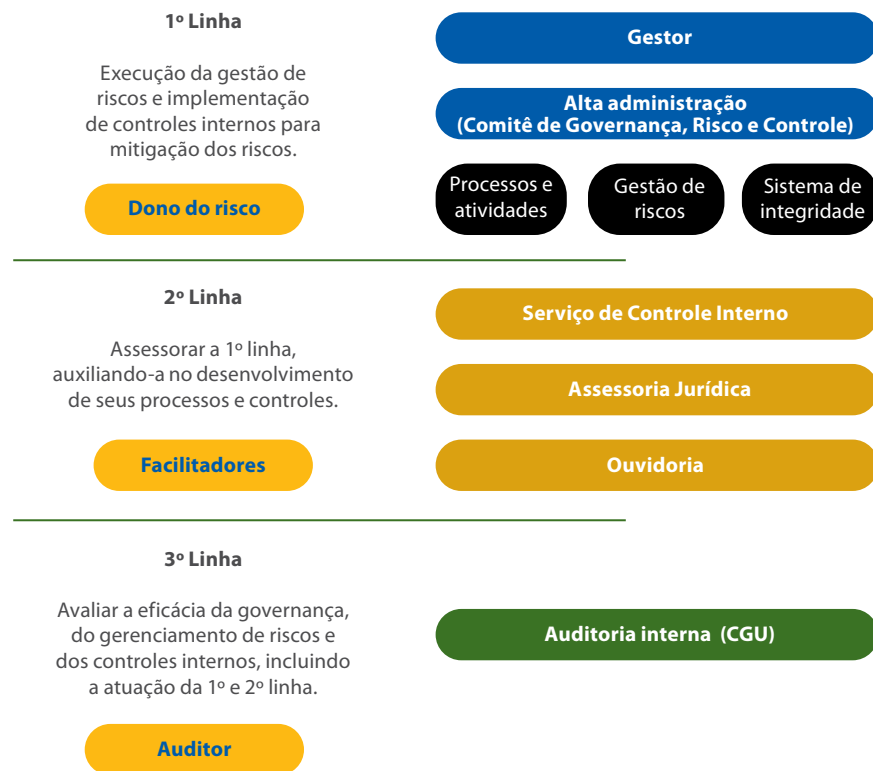 1º Linha
Execução da gestão de
riscos e implementação
de controles internos para
mitigação dos riscos.
Dono do risco
Gestor
Alta administração
(Comitê de Governança, Risco e Controle)
Processos e
atividades
Gestão de
riscos
Sistema de
integridade
2º Linha
Assessorar a 1º linha,
auxiliando-a no desenvolvimento
de seus processos e controles.
Facilitadores
Serviço de Controle Interno
Assessoria Jurídica
Ouvidoria
3º Linha
Avaliar a eficácia da governança,
do gerenciamento de riscos e
dos controles internos, incluindo
a atuação da 1º e 2º linha.
Auditor
Auditoria interna (CGU)